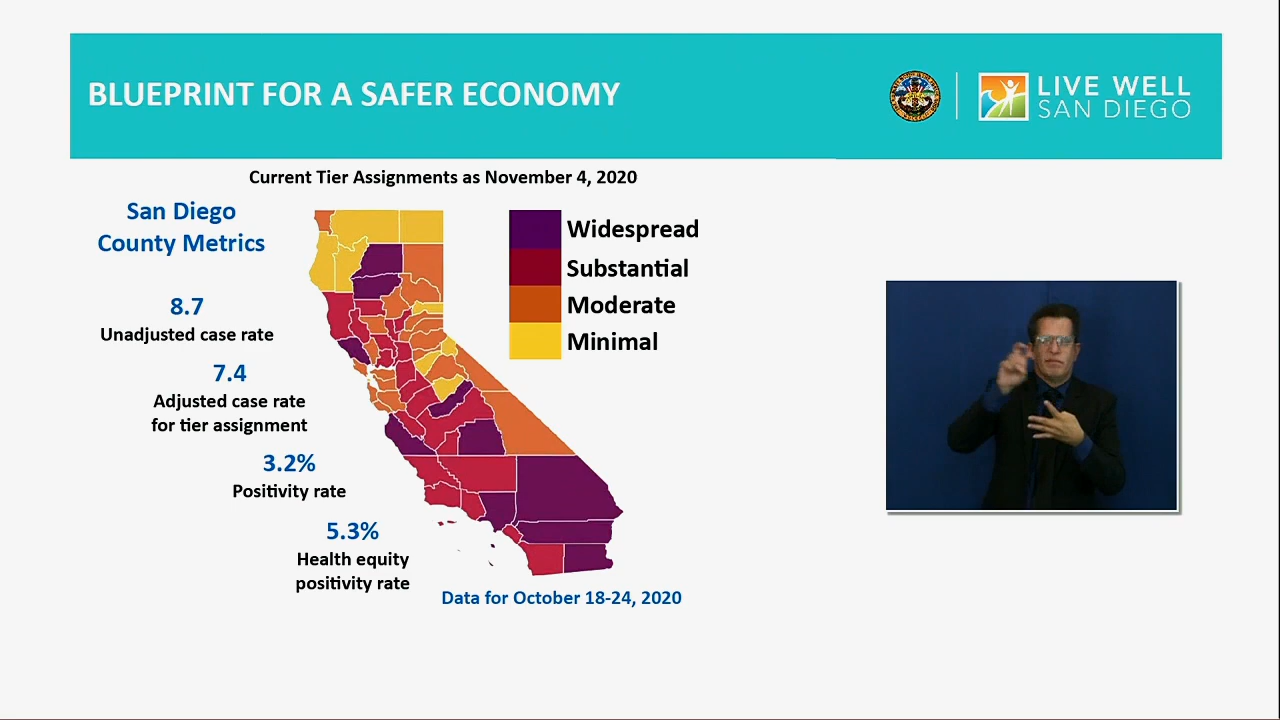 BLUEPRINT FOR A SAFER ECONOMY
LIVE WELL
SAN DIEGO
Current Tier Assignments as November 4, 2020
San Diego
County Metrics
8.7
Unadjusted case rate
7.4
Adjusted case rate
for tier assignment
3.2%
Positivity rate
5.3%
Health equity
positivity rate
Widespread
Substantial
Moderate
Minimal
Data for October 18-24, 2020